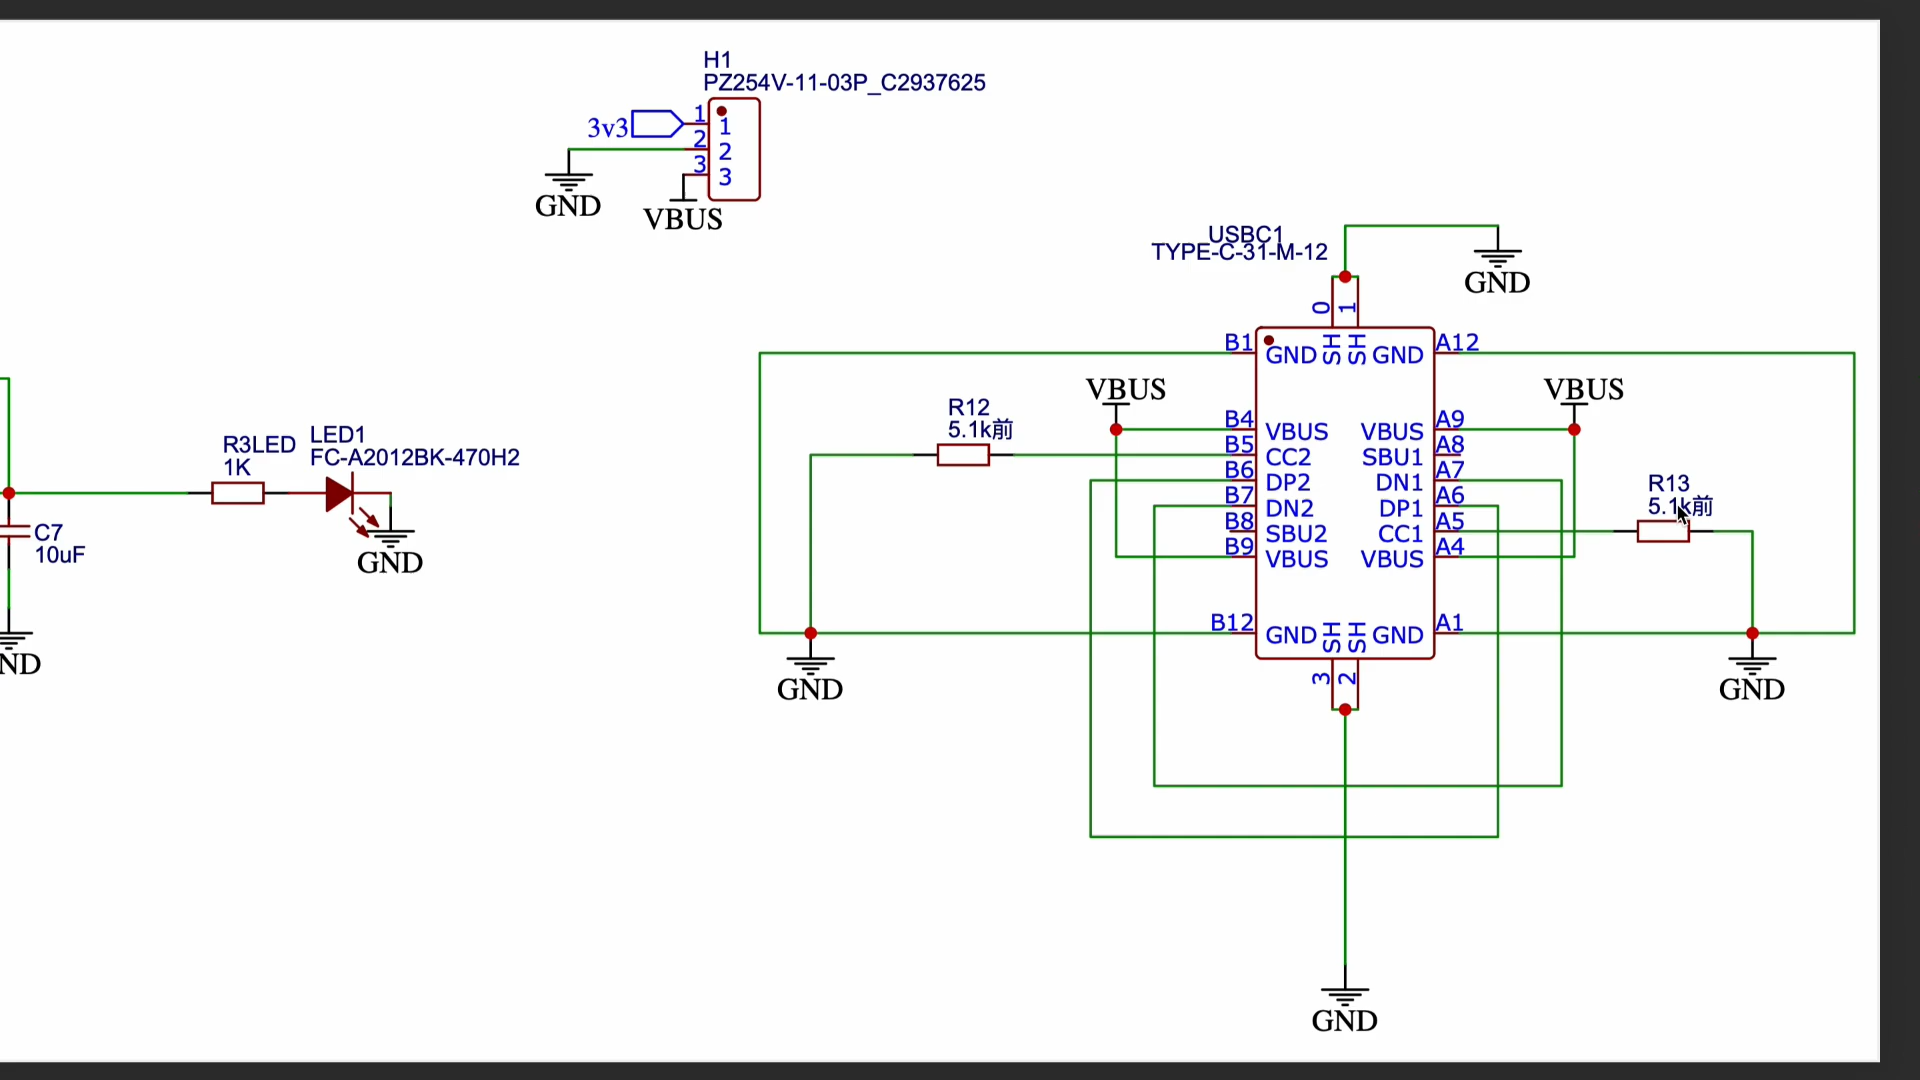 H1
PZ254V-11-03P_C2937625
3v3
1
2
3
1
2
3
GND
VBUS
USBC1
TYPE-C-31-M-12
GND
0
1
B1
GND
SH
SH
GND
A12
VBUS
VBUS
R12
5.1k前
B4
VBUS
VBUS
A9
B5
CC2
SBU1
A8
B6
DP2
DN1
A7
B7
DN2
DP1
A6
B8
SBU2
CC1
A5
B9
VBUS
VBUS
A4
R13
5.1k前
B12
GND
SH
SH
GND
A1
3
2
GND
GND
GND
R3LED
1K
LED1
FC-A2012BK-470H2
GND
C7
10uF
ND